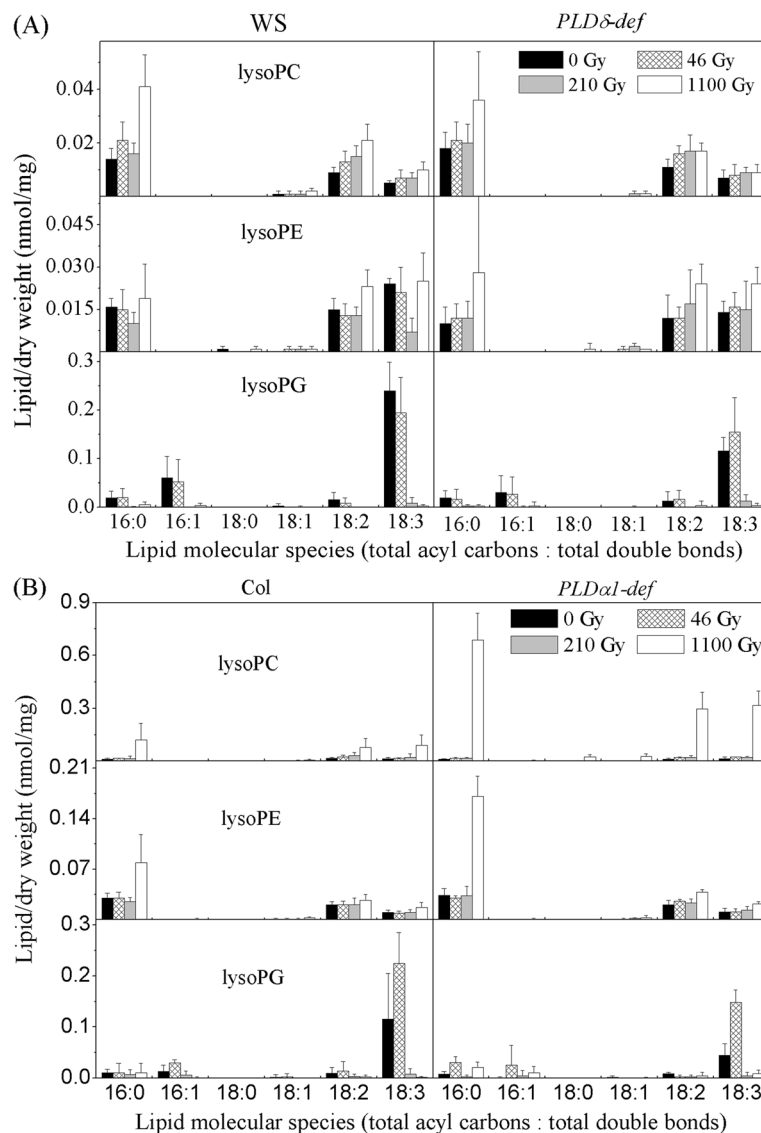 (A)
WS
PLDδ-def
0 Gy
46 Gy
210 Gy
1100 Gy
lysoPC
0.04
0.02
lysoPE
0.045
0.030
0.015
lysoPG
0.3
0.2
0.1
0.0
Lipid/dry weight (nmol/mg)
16:0 16:1 18:0 18:1 18:2 18:3 16:0 16:1 18:0 18:1 18:2 18:3
Lipid molecular species (total acyl carbons : total double bonds)
(B)
Col
PLDα1-def
0 Gy
46 Gy
210 Gy
1100 Gy
lysoPC
0.9
0.6
0.3
lysoPE
0.21
0.14
0.07
lysoPG
0.3
0.2
0.1
0.0
Lipid/dry weight (nmol/mg)
16:0 16:1 18:0 18:1 18:2 18:3 16:0 16:1 18:0 18:1 18:2 18:3
Lipid molecular species (total acyl carbons : total double bonds)